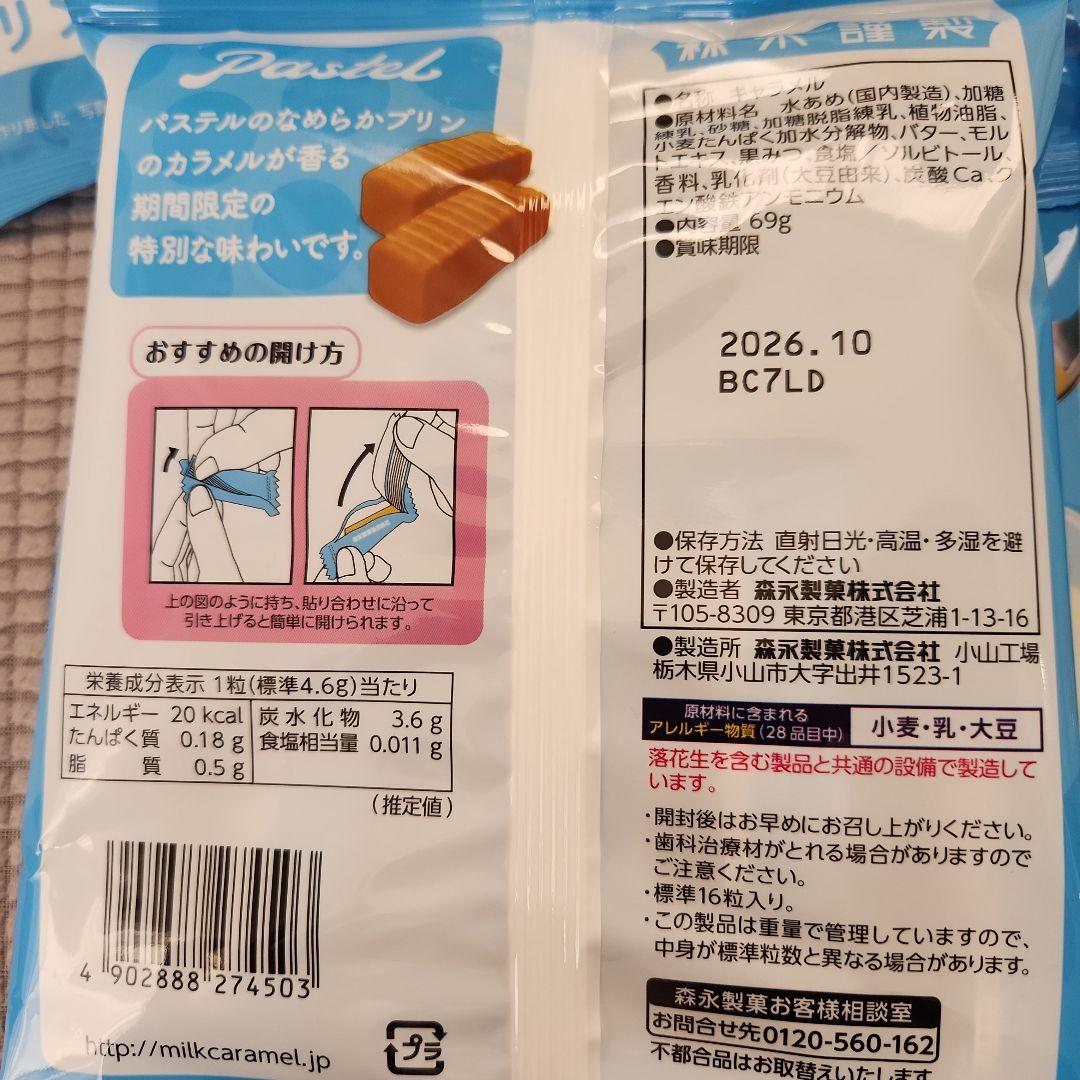 Pastel
パステルのなめらかプリン
のカラメルが香る
期間限定の
特別な味わいです。
おすすめの開け方
上の図のように持ち、貼り合わせに沿って
引き上げると簡単に開けられます。
栄養成分表示 1粒(標準4.6g)当たり
エネルギー 20 kcal 炭水化物 3.6 g
たんぱく質 0.18 g 食塩相当量 0.011 g
脂質 0.5 g
(推定値)
4 902888 274503
http://milkcaramel.jp
プラ
森永謹製
●名称 キャラメル
●原材料名 水あめ(国内製造)、加糖
練乳、砂糖、加糖脱脂練乳、植物油脂、
小麦たんぱく加水分解物、バター、モル
トエキス、黒みつ、食塩／ソルビトール、
香料、乳化剤(大豆由来)、炭酸Ca、ク
エン酸鉄アンモニウム
●内容量 69g
●賞味期限
2026.10
BC7LD
●保存方法 直射日光・高温・多湿を避
けて保存してください
●製造者 森永製菓株式会社
〒105-8309 東京都港区芝浦1-13-16
●製造所 森永製菓株式会社 小山工場
栃木県小山市大字出井1523-1
原材料に含まれる
アレルギー物質(28品目中)
小麦・乳・大豆
落花生を含む製品と共通の設備で製造して
います。
・開封後はお早めにお召し上がりください。
・歯科治療材がとれる場合がありますので
ご注意ください。
・標準16粒入り。
・この製品は重量で管理していますので、
中身が標準粒数と異なる場合があります。
森永製菓お客様相談室
お問合せ先0120-560-162
不都合品はお取替えいたします